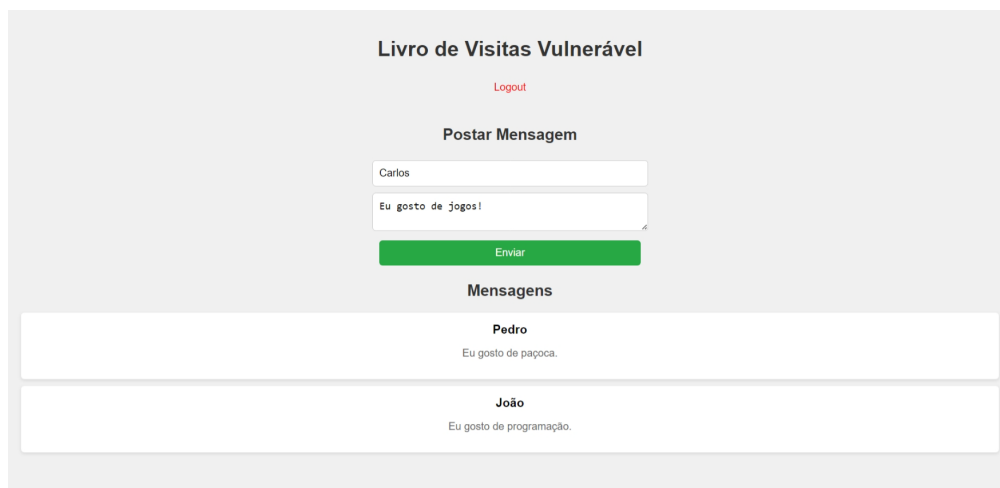 Livro de Visitas Vulnerável
Logout
Postar Mensagem
Carlos
Eu gosto de jogos!
Enviar
Mensagens
Pedro
Eu gosto de paçoca.
João
Eu gosto de programação.